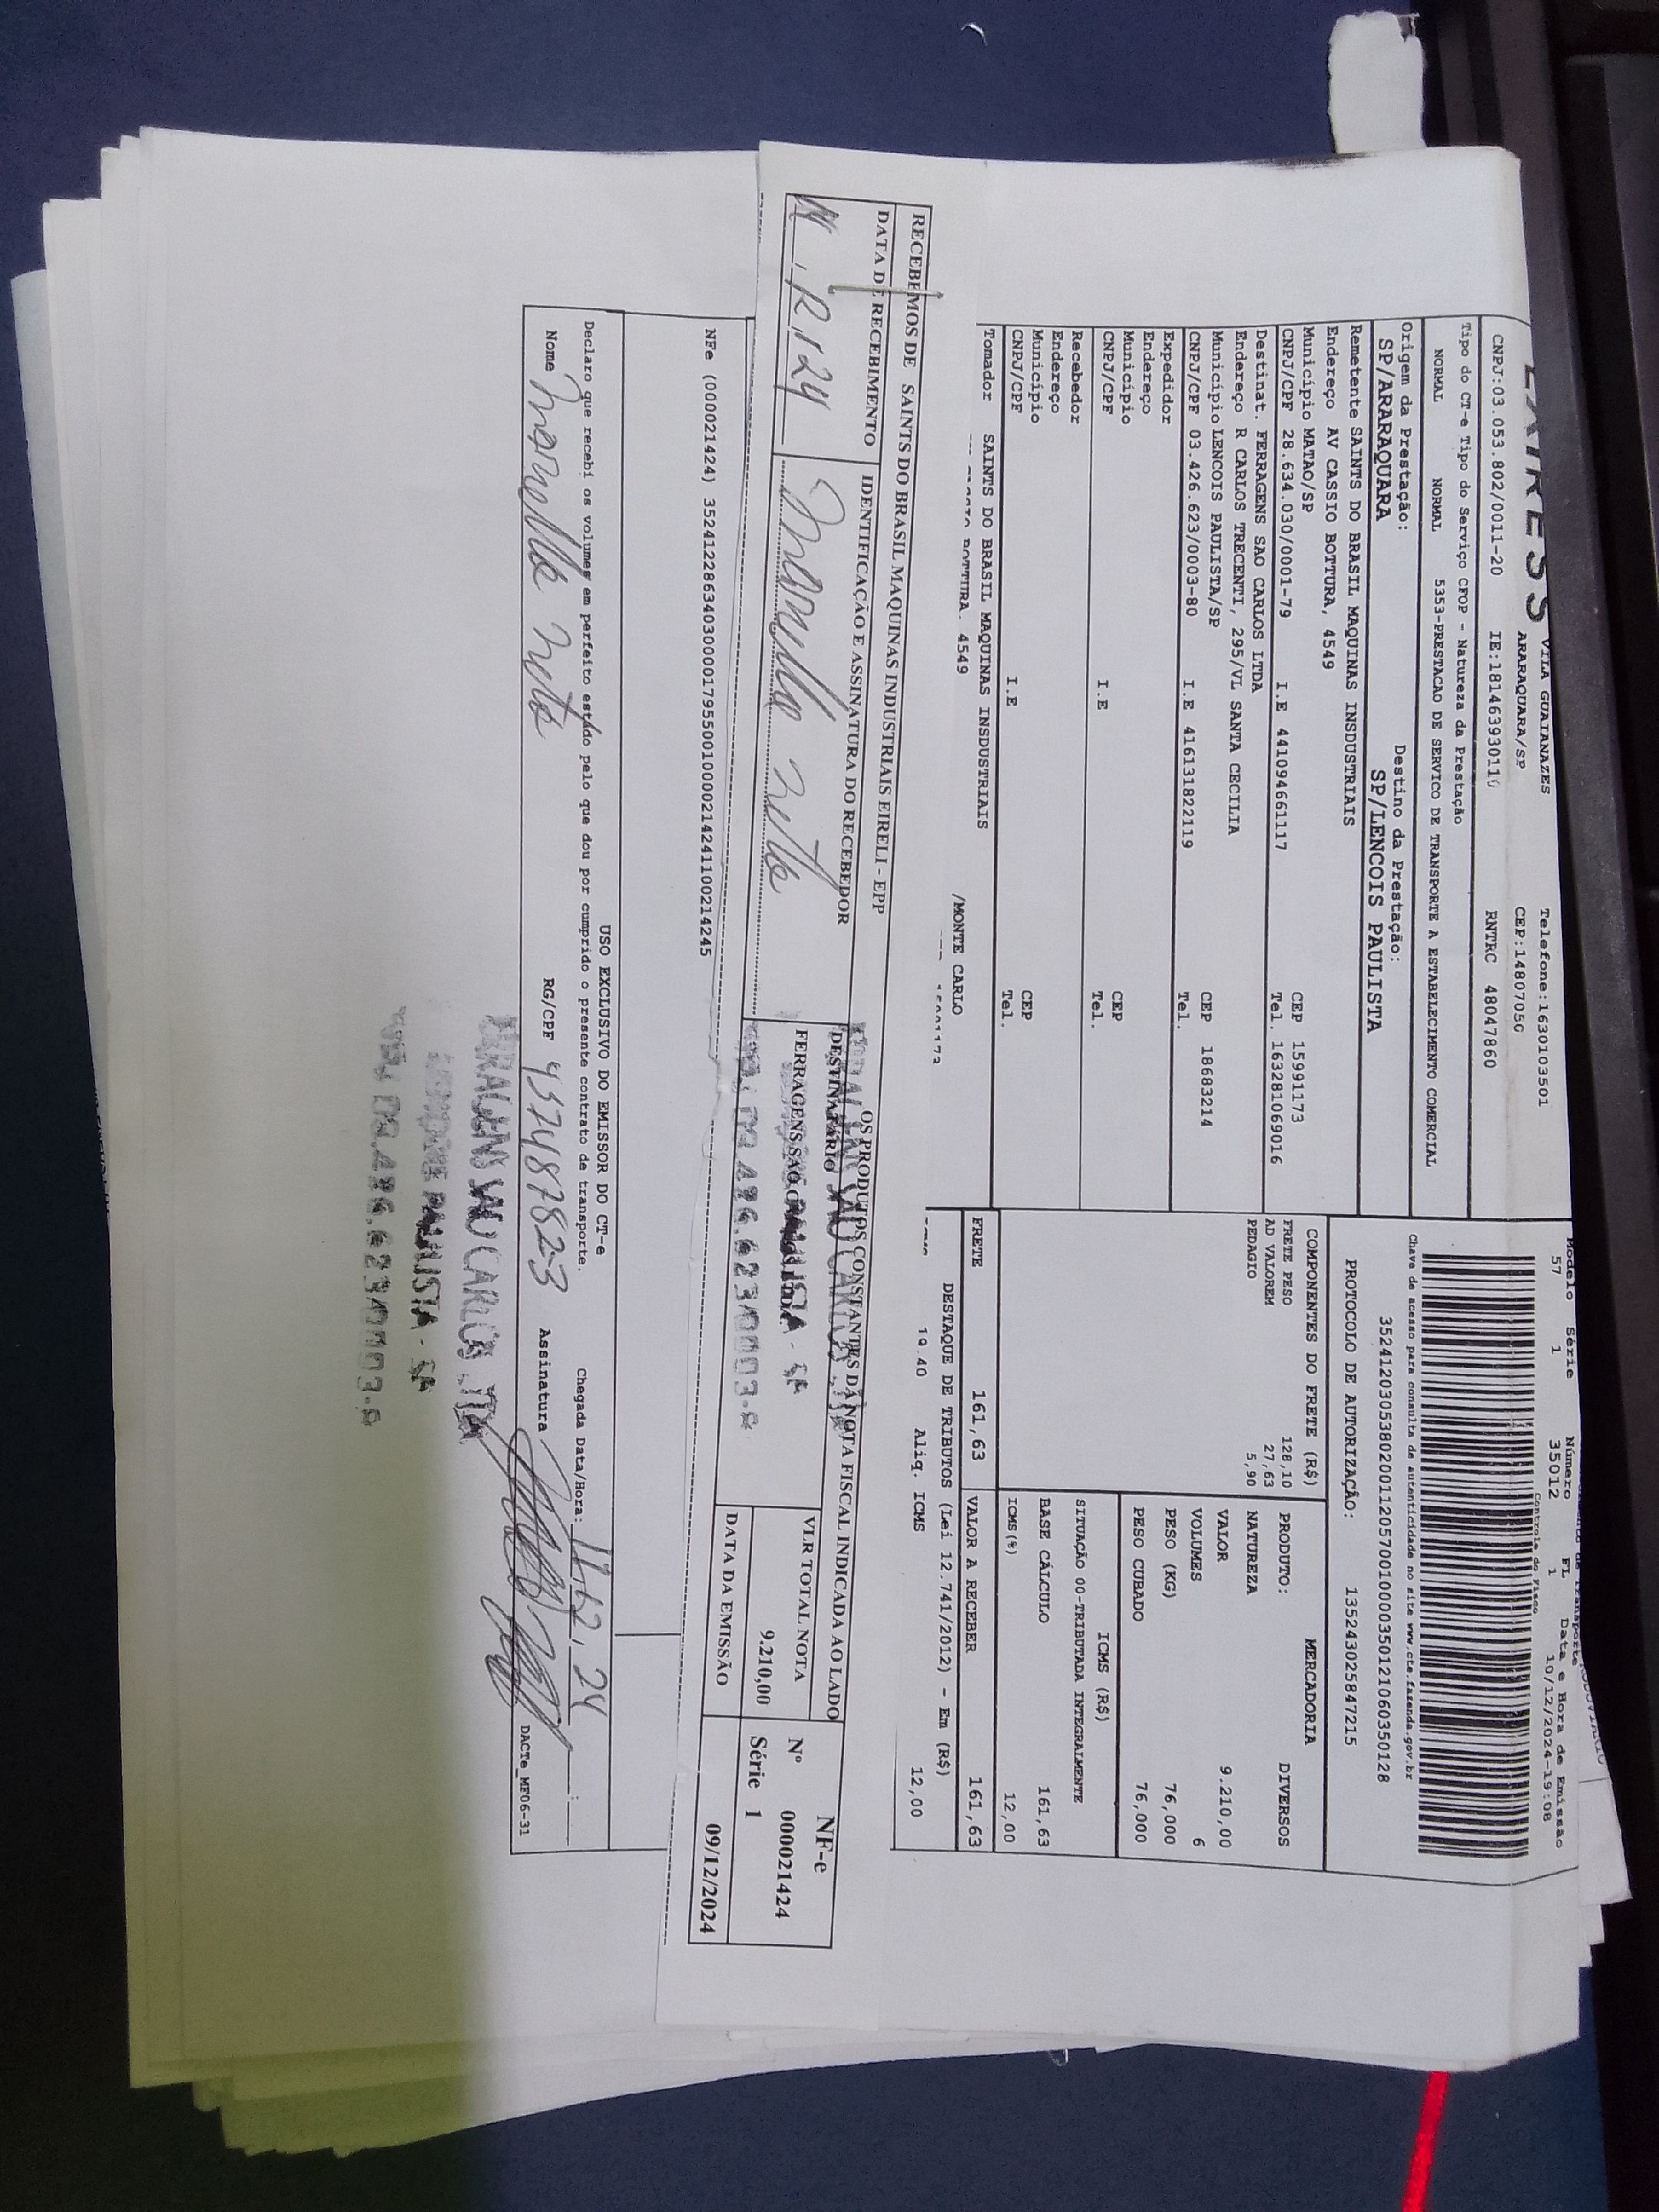 EXPRESS
VILA GUAIANAZES Telefone:1630103501
ARARAQUARA/SP CEP:14807050
CNPJ:03.053.802/0011-20 IE:181463930110 RNTRC 48047860
Modelo Série Número FL Data e Hora de Emissão
57 1 35012 1 10/12/2024-19:08
Controle do Fisco
Tipo do CT-e Tipo do Serviço CFOP - Natureza da Prestação
NORMAL NORMAL 5353-PRESTACAO DE SERVICO DE TRANSPORTE A ESTABELECIMENTO COMERCIAL
Chave de acesso para consulta de autenticidade no site www.cte.fazenda.gov.br
35241203053802001120570010000350121060350128
Origem da Prestação: Destino da Prestação:
SP/ARARAQUARA SP/LENCOIS PAULISTA
PROTOCOLO DE AUTORIZAÇÃO: 135243025847215
Remetente SAINTS DO BRASIL MAQUINAS INSDUSTRIAIS
Endereço AV CASSIO BOTTURA, 4549
Município MATAO/SP CEP 15991173
CNPJ/CPF 28.634.030/0001-79 I.E 441094661117 Tel. 163281069016
Destinat. FERRAGENS SAO CARLOS LTDA
Endereço R CARLOS TRECENTI, 295/VL SANTA CECILIA
Município LENCOIS PAULISTA/SP CEP 18683214
CNPJ/CPF 03.426.623/0003-80 I.E 416131822119 Tel.
Expedidor
Endereço
Município CEP
CNPJ/CPF I.E Tel.
Recebedor
Endereço
Município CEP
CNPJ/CPF I.E Tel.
Tomador SAINTS DO BRASIL MAQUINAS INSDUSTRIAIS
BOTTURA. 4549 /MONTE CARLO
COMPONENTES DO FRETE (R$)
FRETE PESO 128,10
AD VALOREM 27,63
PEDAGIO 5,90
MERCADORIA
PRODUTO: DIVERSOS
NATUREZA
VALOR 9.210,00
VOLUMES 6
PESO (KG) 76,000
PESO CUBADO 76,000
ICMS (R$)
SITUAÇÃO 00-TRIBUTADA INTEGRALMENTE
BASE CÁLCULO 161,63
ICMS (%) 12,00
FRETE 161,63 VALOR A RECEBER 161,63
DESTAQUE DE TRIBUTOS (Lei 12.741/2012) - Em (R$)
19.40 Aliq. ICMS 12,00
RECEBEMOS DE SAINTS DO BRASIL MAQUINAS INDUSTRIAIS EIRELI - EPP
OS PRODUTOS CONSTANTES DA NOTA FISCAL INDICADA AO LADO
DATA DE RECEBIMENTO IDENTIFICAÇÃO E ASSINATURA DO RECEBEDOR
DESTINATÁRIO
FERRAGENS SAO
VLR TOTAL NOTA
9.210,00
DATA DA EMISSÃO
09/12/2024
NF-e
Nº 000021424
Série 1
NFe (000021424) 35241228634030000179550010000214241100214245
USO EXCLUSIVO DO EMISSOR DO CT-e
Declaro que recebi os volumes em perfeito estado pelo que dou por cumprido o presente contrato de transporte. Chegada Data/Hora:
Nome RG/CPF 437487823 Assinatura
DACTe_MF06-31
SAO CARLOS
PAULISTA - SP